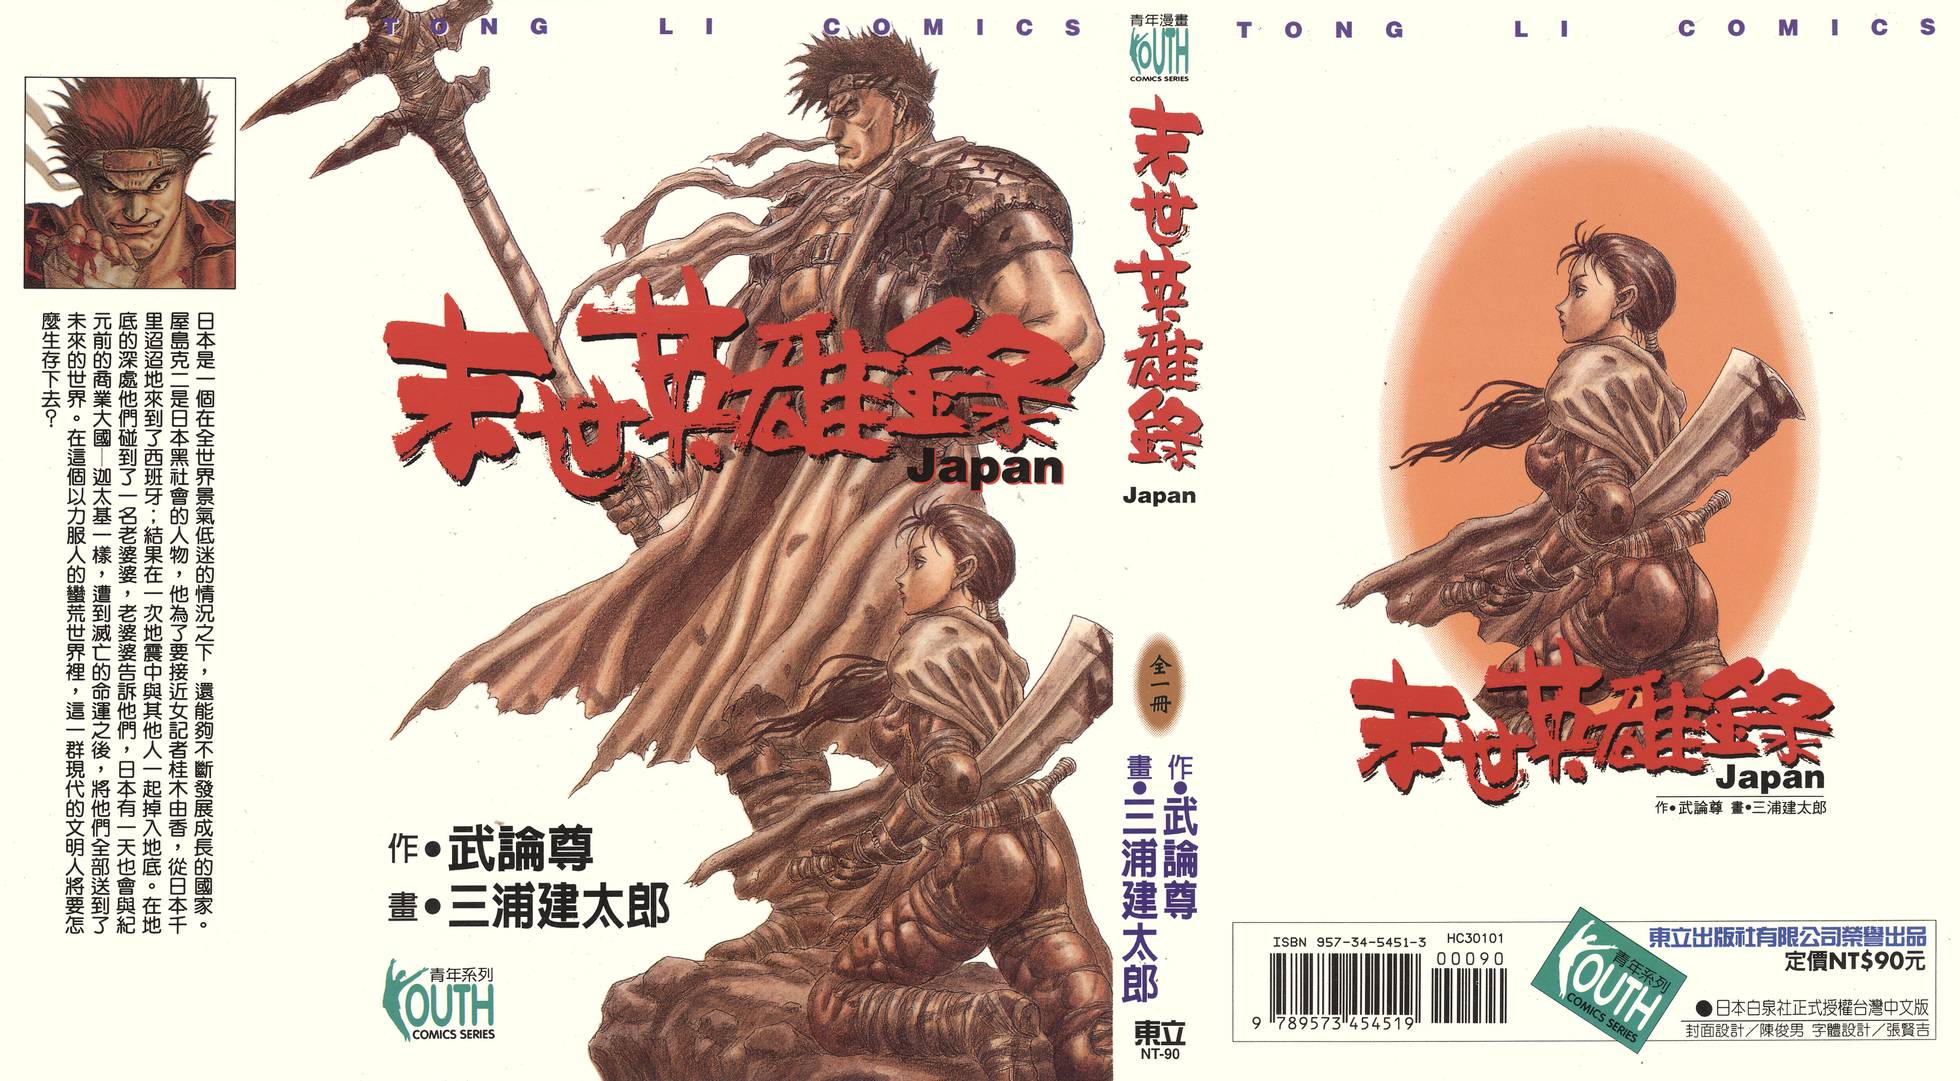 TONG LI COMICS
日本是一個在全世界景氣低迷的情況之下，還能夠不斷發展成長的國家。
屋島克二是日本黑社會的人物，他為了要接近女記者桂木由香，從日本千
里迢迢地來到了西班牙；結果在一次地震中與其他人一起掉入地底。在地
底的深處他們碰到了一名老婆婆，老婆婆告訴他們，日本有一天也會與紀
元前的商業大國—迦太基一樣，遭到滅亡的命運之後，將他們全部送到了
未來的世界。在這個以力服人的蠻荒世界裡，這一群現代的文明人將要怎
麼生存下去？
末世英雄錄
Japan
作●武論尊
畫●三浦建太郎
青年系列
YOUTH
COMICS SERIES
青年漫畫
YOUTH
COMICS SERIES
末世英雄錄
Japan
全一冊
作●武論尊
畫●三浦建太郎
東立
NT-90
TONG LI COMICS
末世英雄錄
Japan
作●武論尊 畫●三浦建太郎
ISBN 957-34-5451-3
HC30101
00090
9 789573 454519
青年系列
YOUTH
COMICS SERIES
東立出版社有限公司榮譽出品
定價NT$90元
●日本白泉社正式授權台灣中文版
封面設計／陳俊男 字體設計／張賢吉